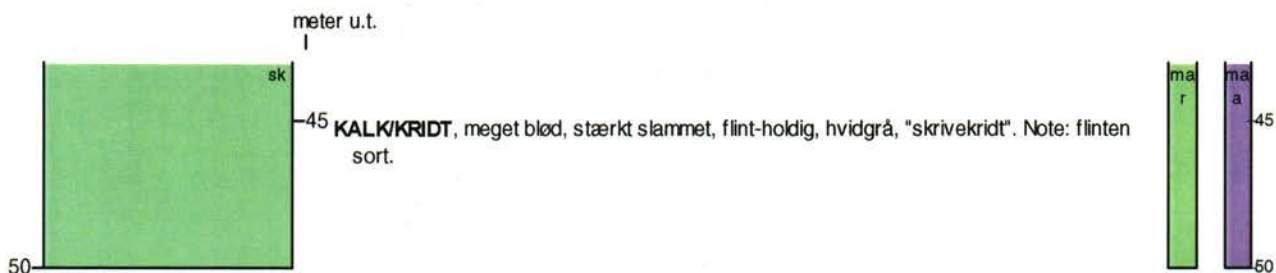 meter u.t.
sk
ma
r
ma
a
45 KALK/KRIDT, meget blød, stærkt slammet, flint-holdig, hvidgrå, "skrivekridt". Note: flinten
sort.
45
50
50